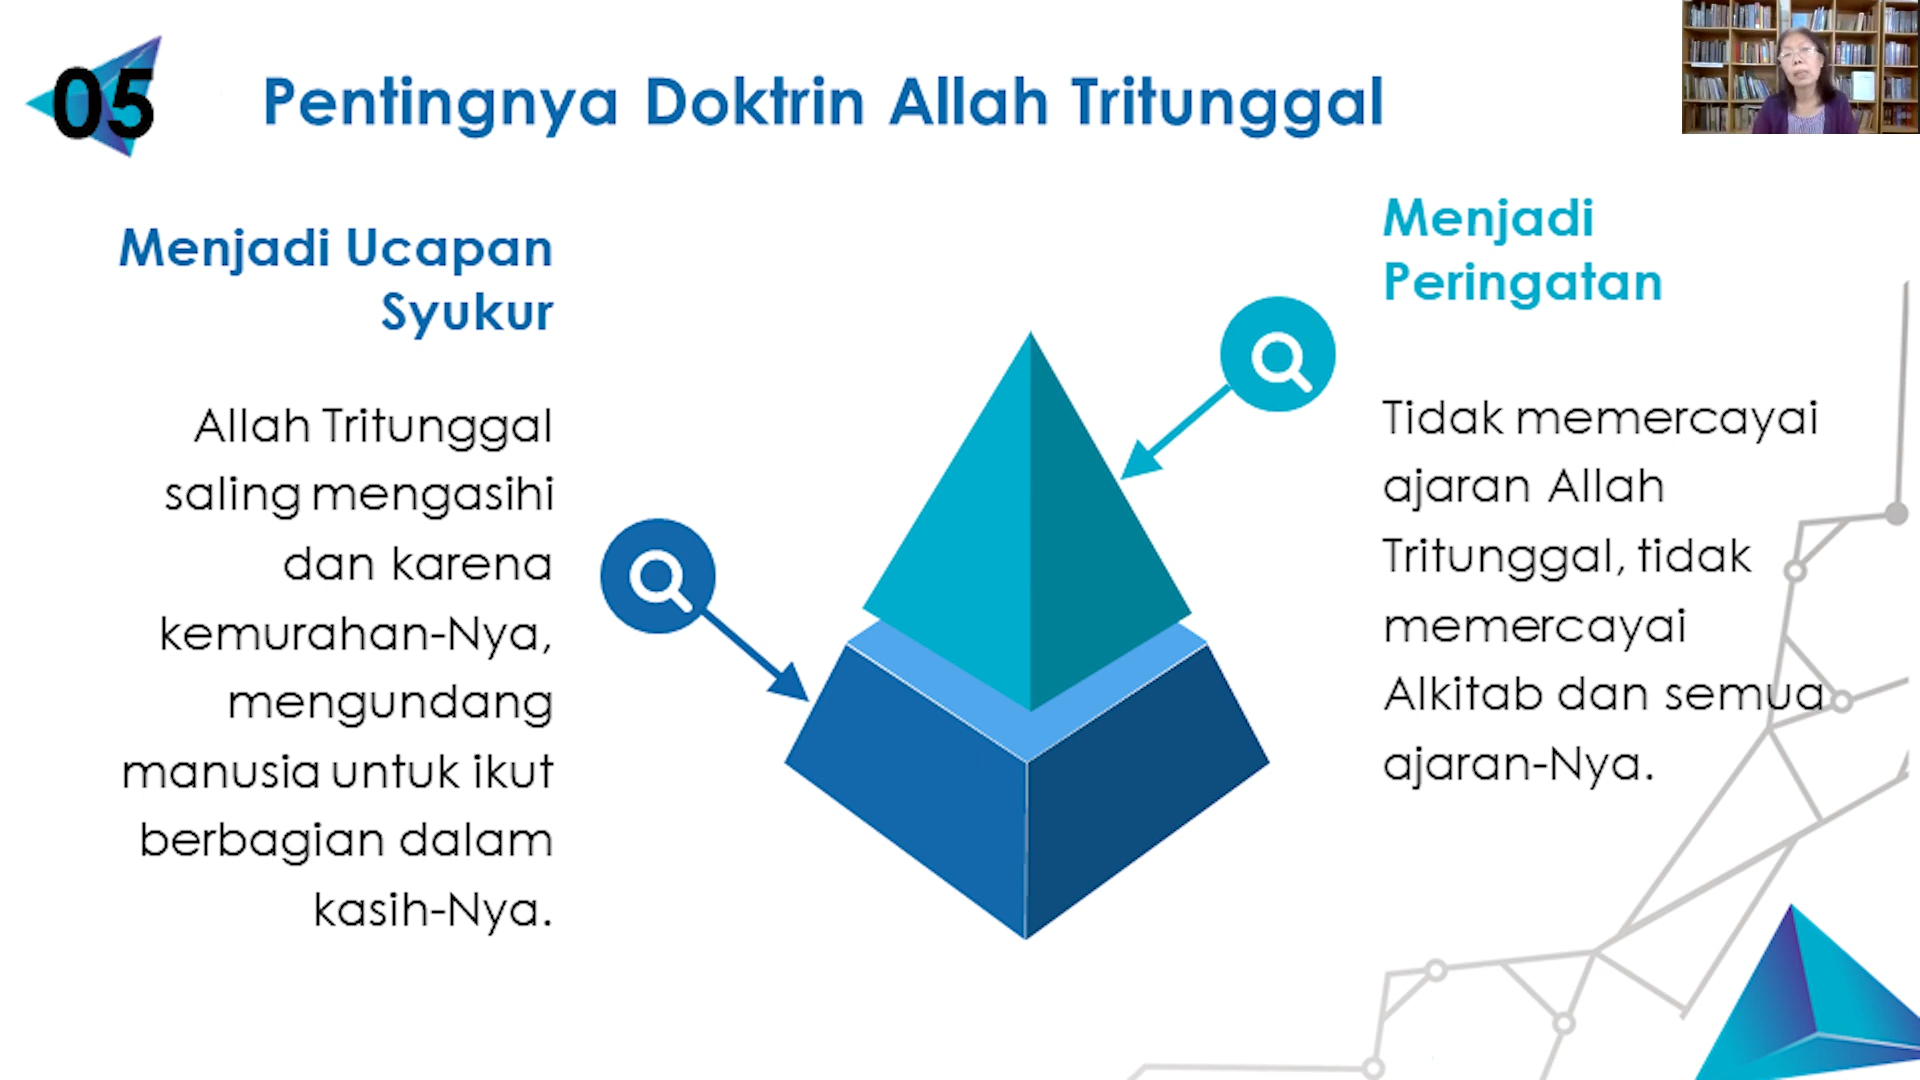 05
Pentingnya Doktrin Allah Tritunggal
Menjadi Ucapan
Syukur
Allah Tritunggal
saling mengasihi
dan karena
kemurahan-Nya,
mengundang
manusia untuk ikut
berbagian dalam
kasih-Nya.
Menjadi
Peringatan
Tidak memercayai
ajaran Allah
Tritunggal, tidak
memercayai
Alkitab dan semua
ajaran-Nya.